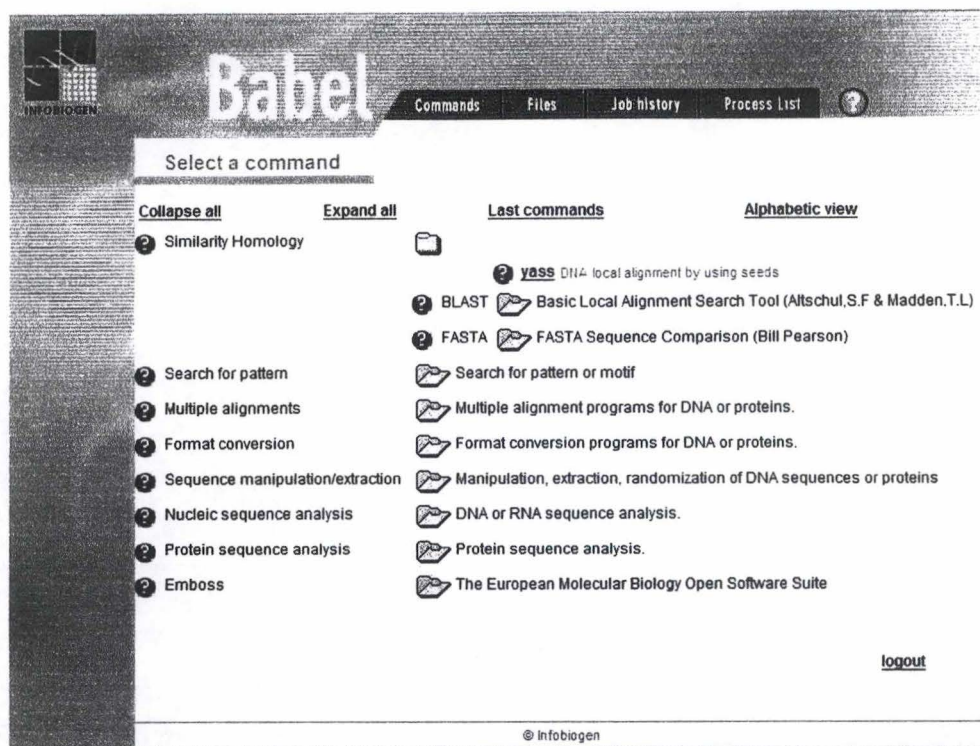 INFOBIOGEN
Babel
Commands Files Job history Process List ?
Select a command
Collapse all Expand all Last commands Alphabetic view
? Similarity Homology
? yass DNA local alignment by using seeds
? BLAST Basic Local Alignment Search Tool (Altschul,S.F & Madden,T.L)
? FASTA FASTA Sequence Comparison (Bill Pearson)
? Search for pattern Search for pattern or motif
? Multiple alignments Multiple alignment programs for DNA or proteins.
? Format conversion Format conversion programs for DNA or proteins.
? Sequence manipulation/extraction Manipulation, extraction, randomization of DNA sequences or proteins
? Nucleic sequence analysis DNA or RNA sequence analysis.
? Protein sequence analysis Protein sequence analysis.
? Emboss The European Molecular Biology Open Software Suite
logout
© Infobiogen